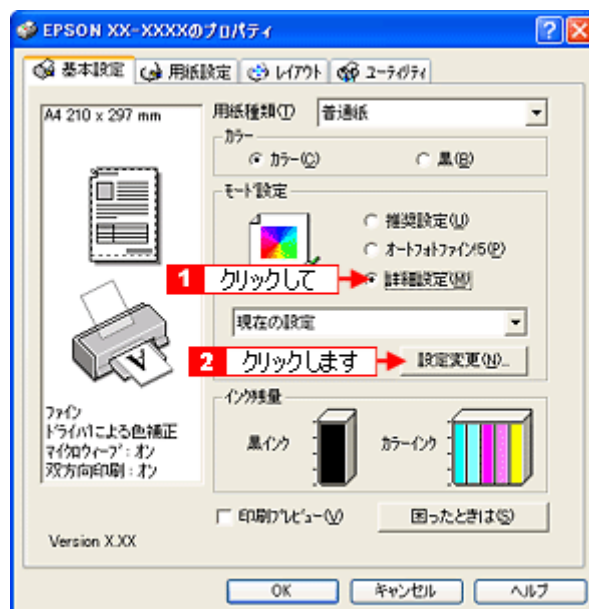 EPSON XX-XXXXのプロパティ
基本設定 用紙設定 レイアウト ユーティリティ
A4 210 x 297 mm
用紙種類(T) 普通紙
カラー
カラー(C) 黒(B)
モード設定
推奨設定(U)
オートフォトファイン!5(P)
1 クリックして 詳細設定(M)
現在の設定
2 クリックします 設定変更(N)...
ファイン
ドライバによる色補正
マイクロウィーブ：オン
双方向印刷：オン
インク残量
黒インク カラーインク
印刷プレビュー(V) 困ったときは(S)
Version X.XX
OK キャンセル ヘルプ